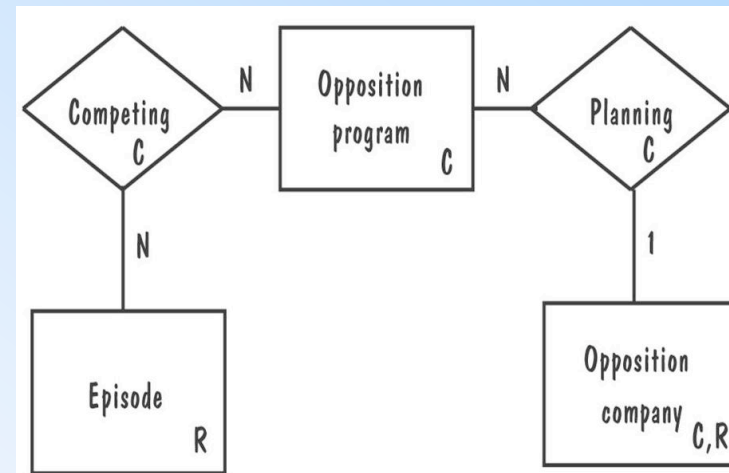 Competing
C
N
Opposition
program
C
N
Planning
C
N
1
Episode
R
Opposition
company
C,R